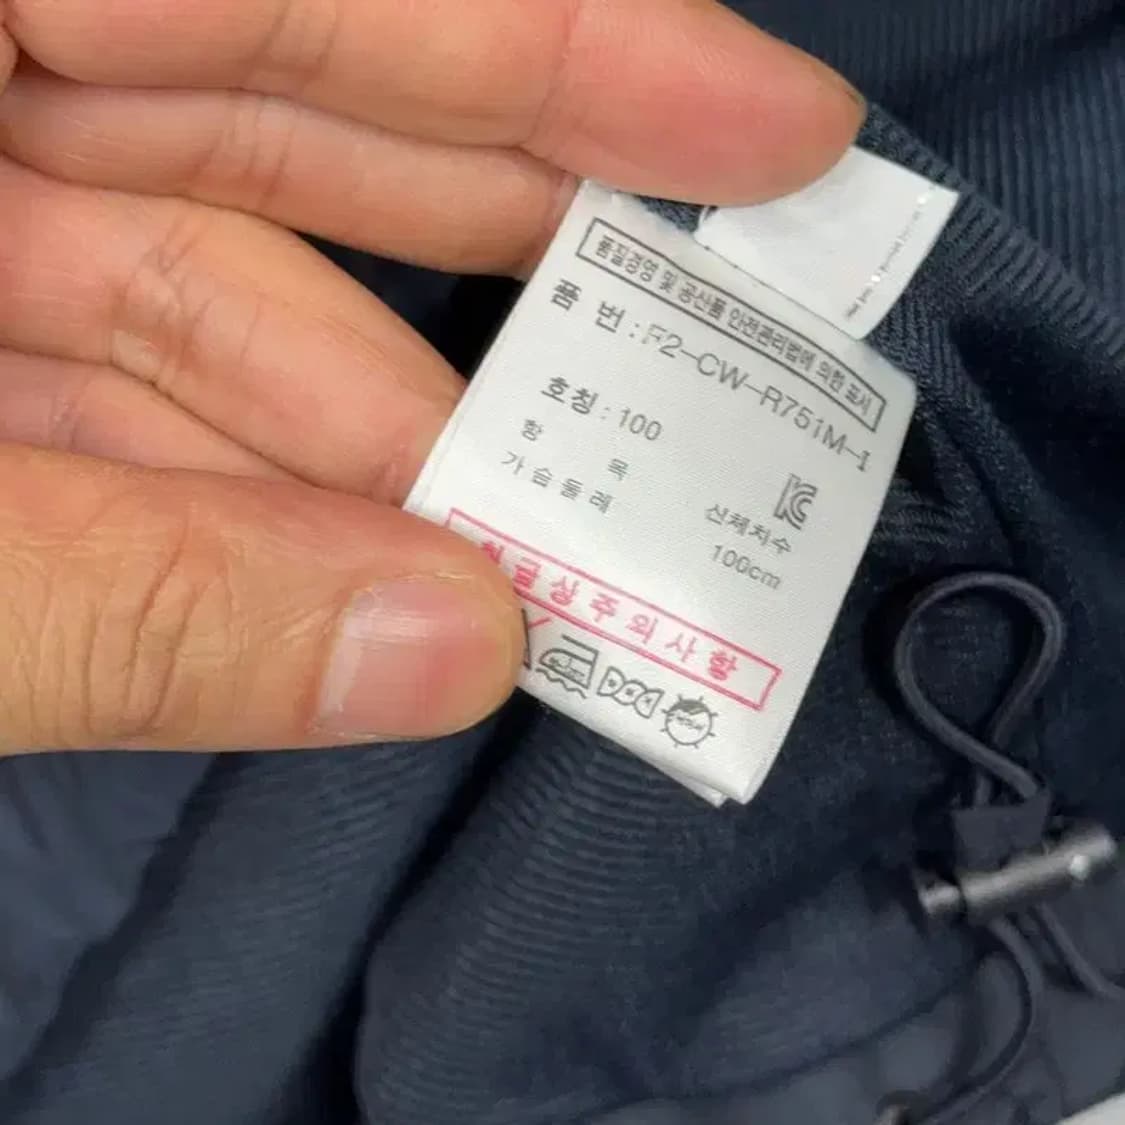 품질경영 및 공산품 안전관리법에 의한 표시
품 번 : F2-CW-R751M-1
호칭 : 100
항 목
가슴둘레
신체치수
100cm
취급상주의사항